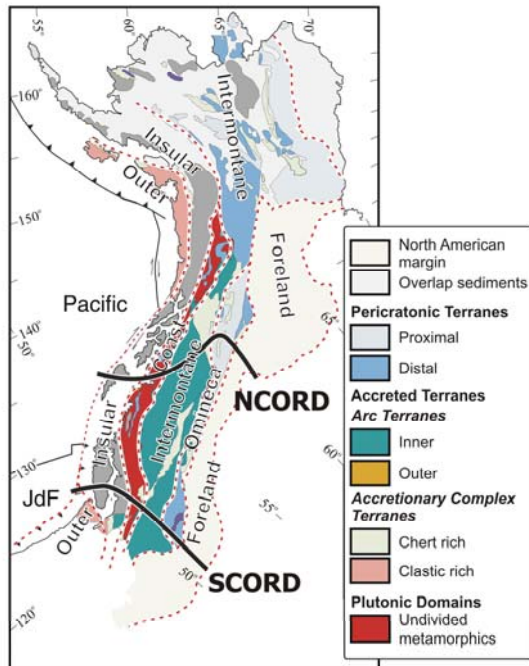 55°
60°
65°
70°
160°
150°
140°
50°
130°
120°
Intermontane
Insular
Outer
Foreland
65°
Pacific
Coast
Intermontane
Omineca
NCORD
Insular
60°
JdF
Outer
Foreland
55°
50°
SCORD
North American
margin
Overlap sediments
Pericratonic Terranes
Proximal
Distal
Accreted Terranes
Arc Terranes
Inner
Outer
Accretionary Complex
Terranes
Chert rich
Clastic rich
Plutonic Domains
Undivided
metamorphics